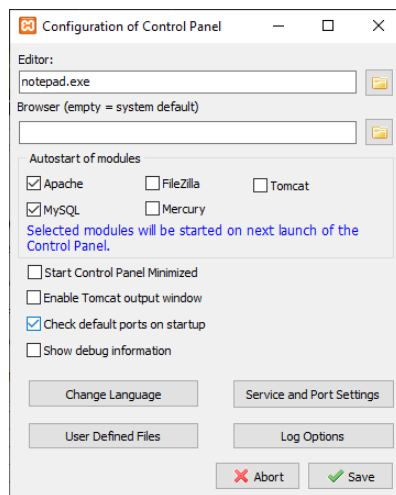 Configuration of Control Panel
Editor:
notepad.exe
Browser (empty = system default)
Autostart of modules
Apache FileZilla Tomcat
MySQL Mercury
Selected modules will be started on next launch of the
Control Panel.
Start Control Panel Minimized
Enable Tomcat output window
Check default ports on startup
Show debug information
Change Language Service and Port Settings
User Defined Files Log Options
Abort Save